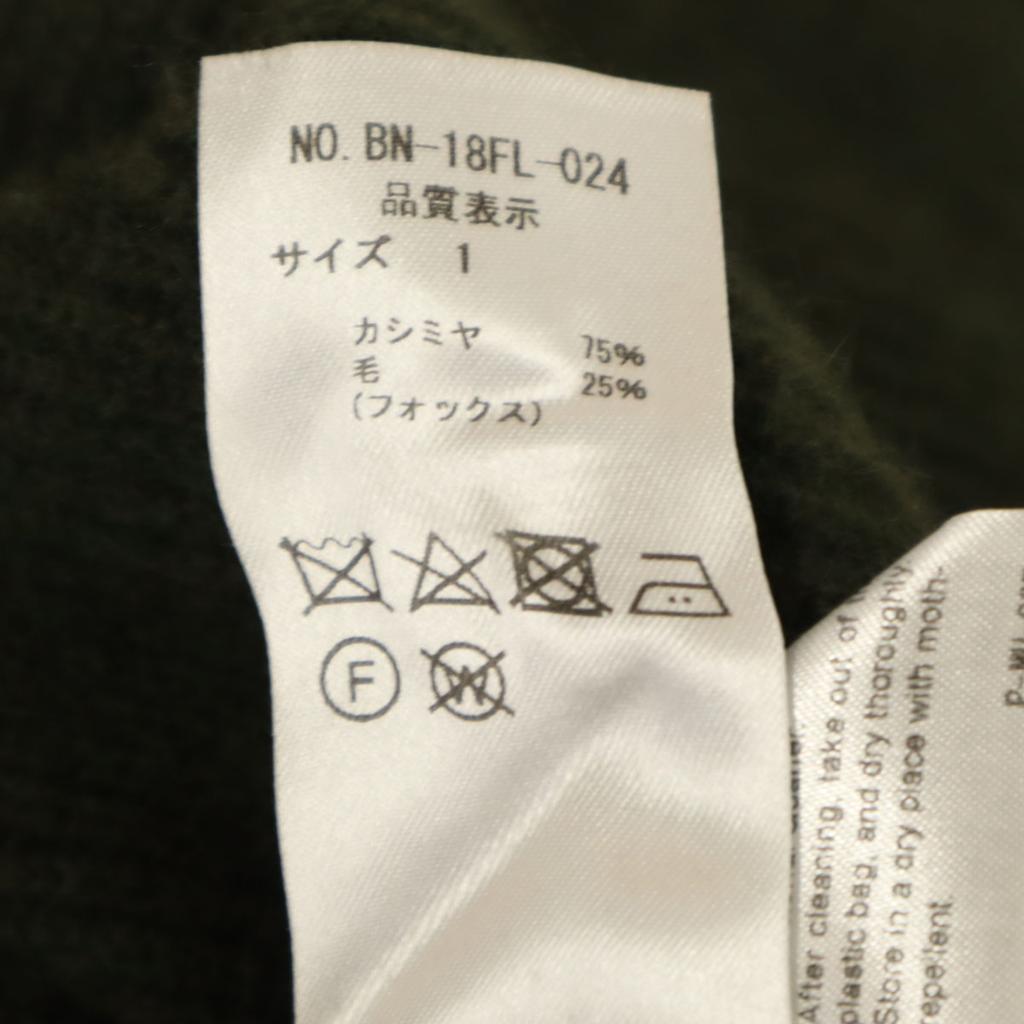 NO. BN-18FL-024
品質表示
サイズ 1
カシミヤ 75%
毛 25%
(フォックス)
F
W
After cleaning, take out of
plastic bag, and dry thoroughly
Store in a dry place with moth-
repellent